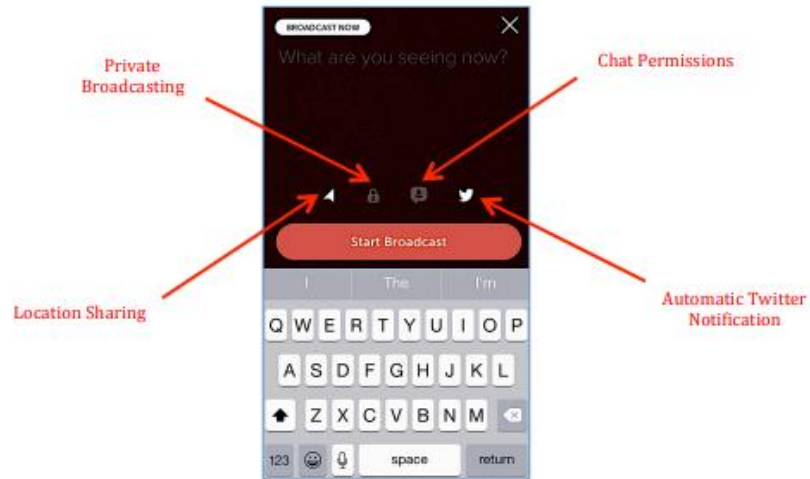 BROADCAST NOW
What are you seeing now?
Private
Broadcasting
Chat Permissions
Start Broadcast
I The I'm
Location Sharing
Automatic Twitter
Notification
Q W E R T Y U I O P
A S D F G H J K L
Z X C V B N M
123 space return